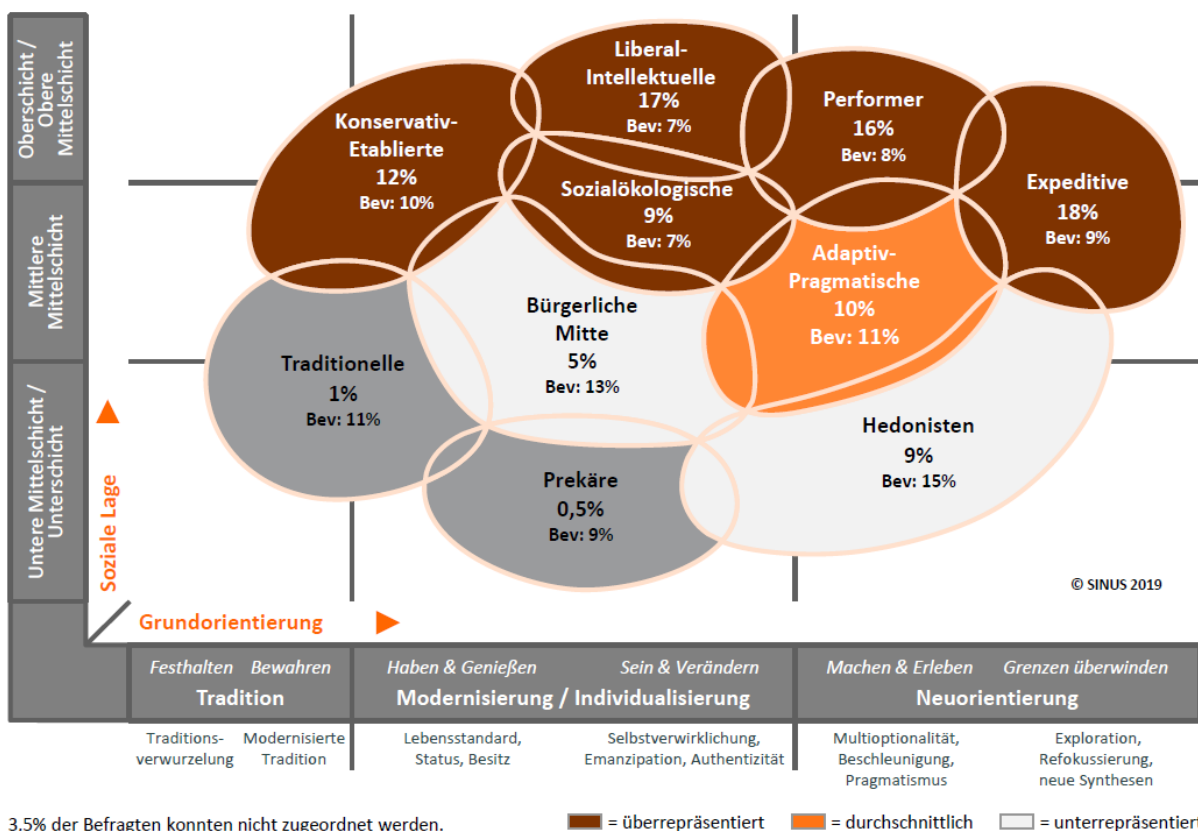 Oberschicht /
Obere
Mittelschicht
Mittlere
Mittelschicht
Untere Mittelschicht /
Unterschicht
Soziale Lage
Liberal-
Intellektuelle
17%
Bev: 7%
Performer
16%
Bev: 8%
Konservativ-
Etablierte
12%
Bev: 10%
Sozialökologische
9%
Bev: 7%
Expeditive
18%
Bev: 9%
Adaptiv-
Pragmatische
10%
Bev: 11%
Bürgerliche
Mitte
5%
Bev: 13%
Traditionelle
1%
Bev: 11%
Hedonisten
9%
Bev: 15%
Prekäre
0,5%
Bev: 9%
© SINUS 2019
Grundorientierung
Festhalten Bewahren
Tradition
Haben & Genießen Sein & Verändern
Modernisierung / Individualisierung
Machen & Erleben Grenzen überwinden
Neuorientierung
Traditions-
verwurzelung
Modernisierte
Tradition
Lebensstandard,
Status, Besitz
Selbstverwirklichung,
Emanzipation, Authentizität
Multioptionalität,
Beschleunigung,
Pragmatismus
Exploration,
Refokussierung,
neue Synthesen
3.5% der Befragten konnten nicht zugeordnet werden.
= überrepräsentiert = durchschnittlich = unterrepräsentiert